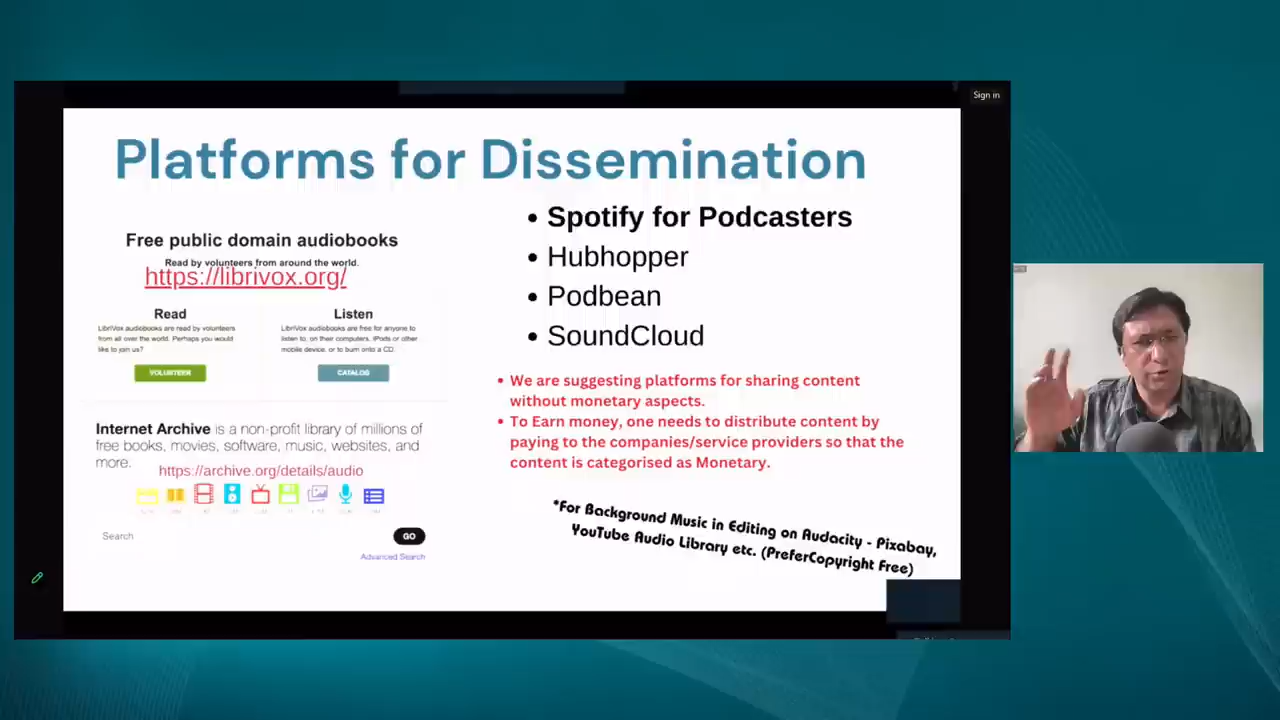 Sign in
Platforms for Dissemination
Free public domain audiobooks
Read by volunteers from around the world.
https://librivox.org/
Read
LibriVox audiobooks are read by volunteers
from all over the world. Perhaps you would
like to join us?
VOLUNTEER
Listen
LibriVox audiobooks are free for anyone to
listen to, on their computers, iPods or other
mobile device, or to burn onto a CD.
CATALOG
Internet Archive is a non-profit library of millions of
free books, movies, software, music, websites, and
more.
https://archive.org/details/audio
Search
GO
Advanced Search
• Spotify for Podcasters
• Hubhopper
• Podbean
• SoundCloud
• We are suggesting platforms for sharing content
without monetary aspects.
• To Earn money, one needs to distribute content by
paying to the companies/service providers so that the
content is categorised as Monetary.
*For Background Music in Editing on Audacity - Pixabay,
YouTube Audio Library etc. (PreferCopyright Free)